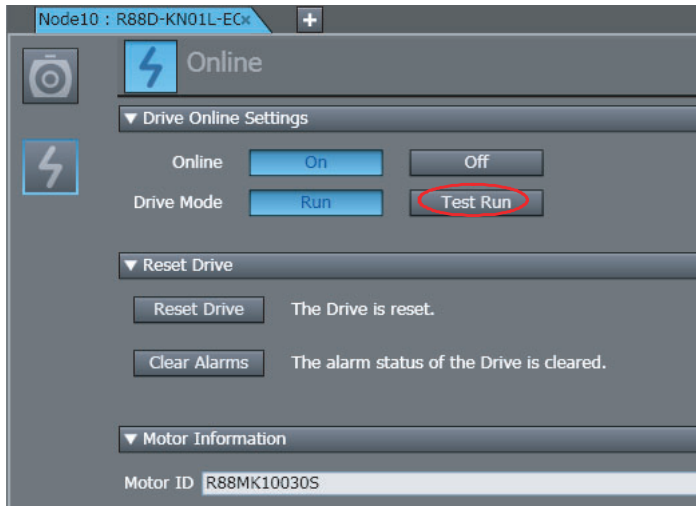 Node10 : R88D-KN01L-EC× +
Online
▼ Drive Online Settings
Online On Off
Drive Mode Run Test Run
▼ Reset Drive
Reset Drive The Drive is reset.
Clear Alarms The alarm status of the Drive is cleared.
▼ Motor Information
Motor ID R88MK10030S